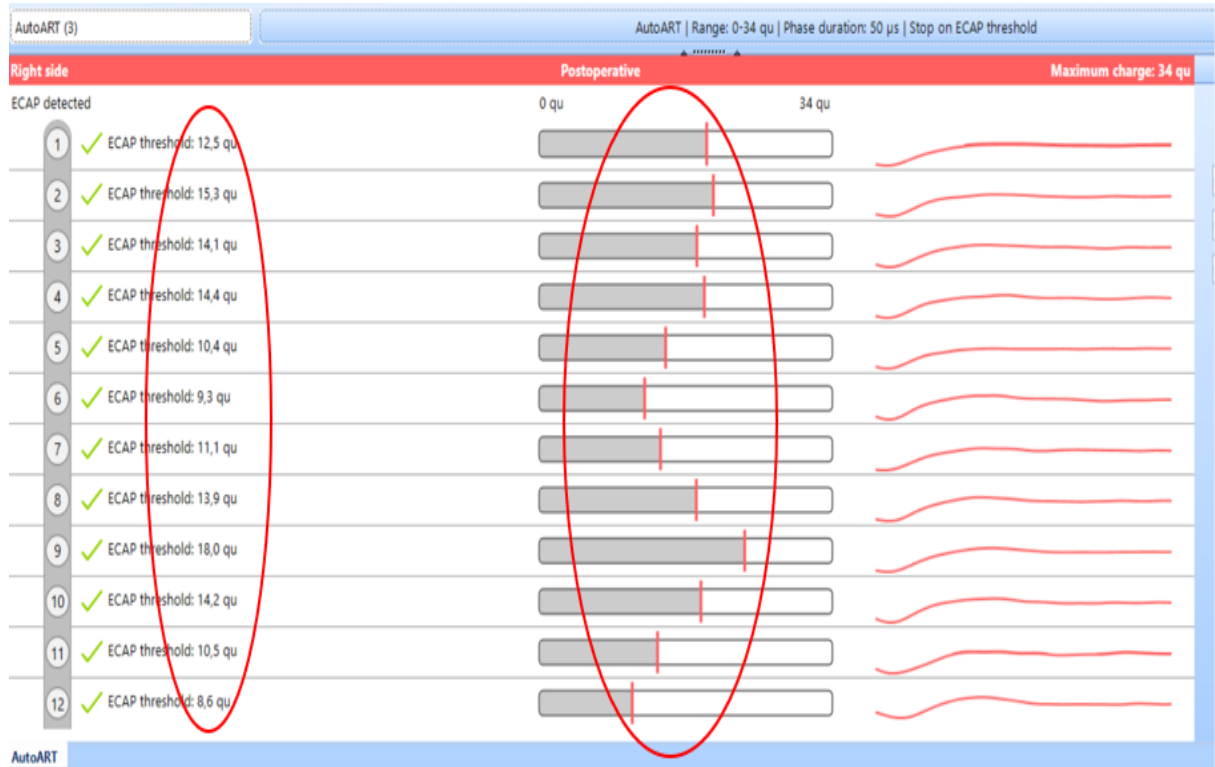 AutoART (3)
AutoART | Range: 0-34 qu | Phase duration: 50 µs | Stop on ECAP threshold
Right side Postoperative Maximum charge: 34 qu
ECAP detected 0 qu 34 qu
1 ECAP threshold: 12,5 qu
2 ECAP threshold: 15,3 qu
3 ECAP threshold: 14,1 qu
4 ECAP threshold: 14,4 qu
5 ECAP threshold: 10,4 qu
6 ECAP threshold: 9,3 qu
7 ECAP threshold: 11,1 qu
8 ECAP threshold: 13,9 qu
9 ECAP threshold: 18,0 qu
10 ECAP threshold: 14,2 qu
11 ECAP threshold: 10,5 qu
12 ECAP threshold: 8,6 qu
AutoART